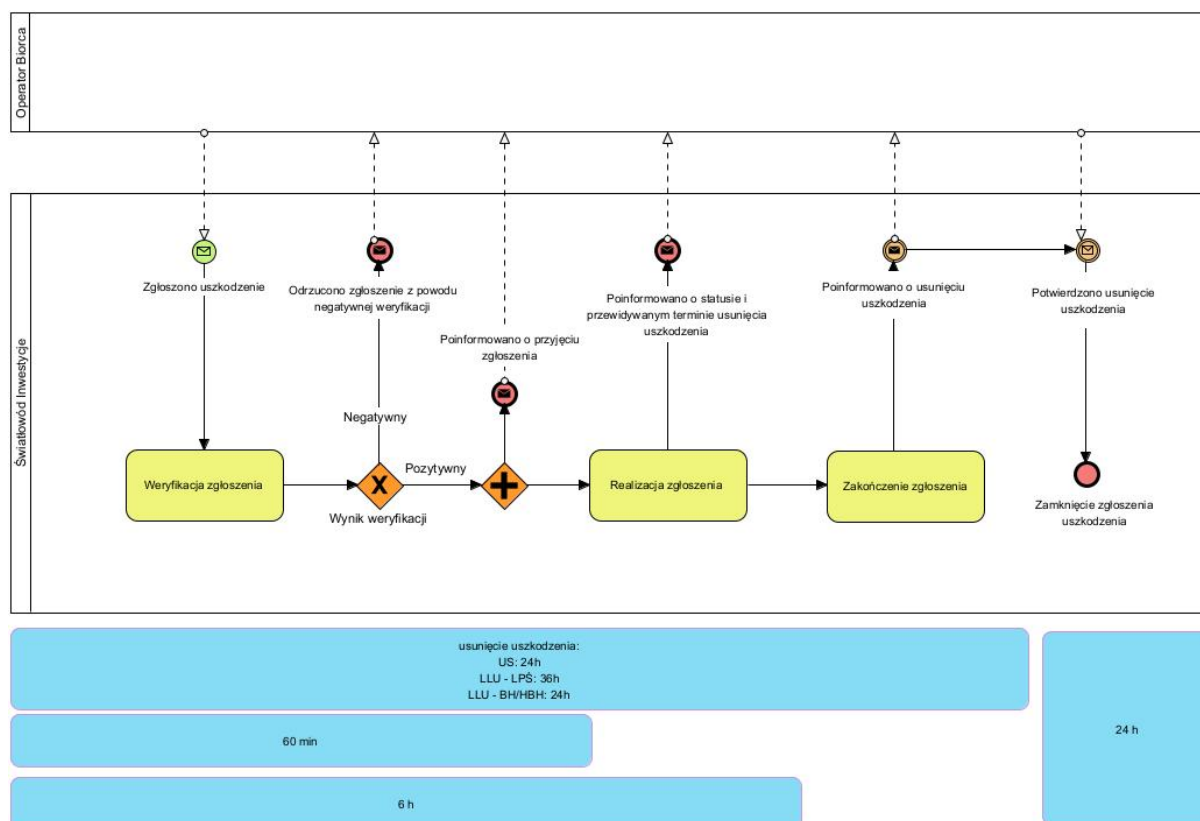 Operator Biorca
Światłowód Inwestycje
Zgłoszono uszkodzenie
Odrzucono zgłoszenie z powodu
negatywnej weryfikacji
Poinformowano o przyjęciu
zgłoszenia
Poinformowano o statusie i
przewidywanym terminie usunięcia
uszkodzenia
Poinformowano o usunięciu
uszkodzenia
Potwierdzono usunięcie
uszkodzenia
Negatywny
Weryfikacja zgłoszenia
X
Wynik weryfikacji
Pozytywny
Realizacja zgłoszenia
Zakończenie zgłoszenia
Zamknięcie zgłoszenia
uszkodzenia
usunięcie uszkodzenia:
US: 24h
LLU - LPŚ: 36h
LLU - BH/HBH: 24h
60 min
24 h
6 h